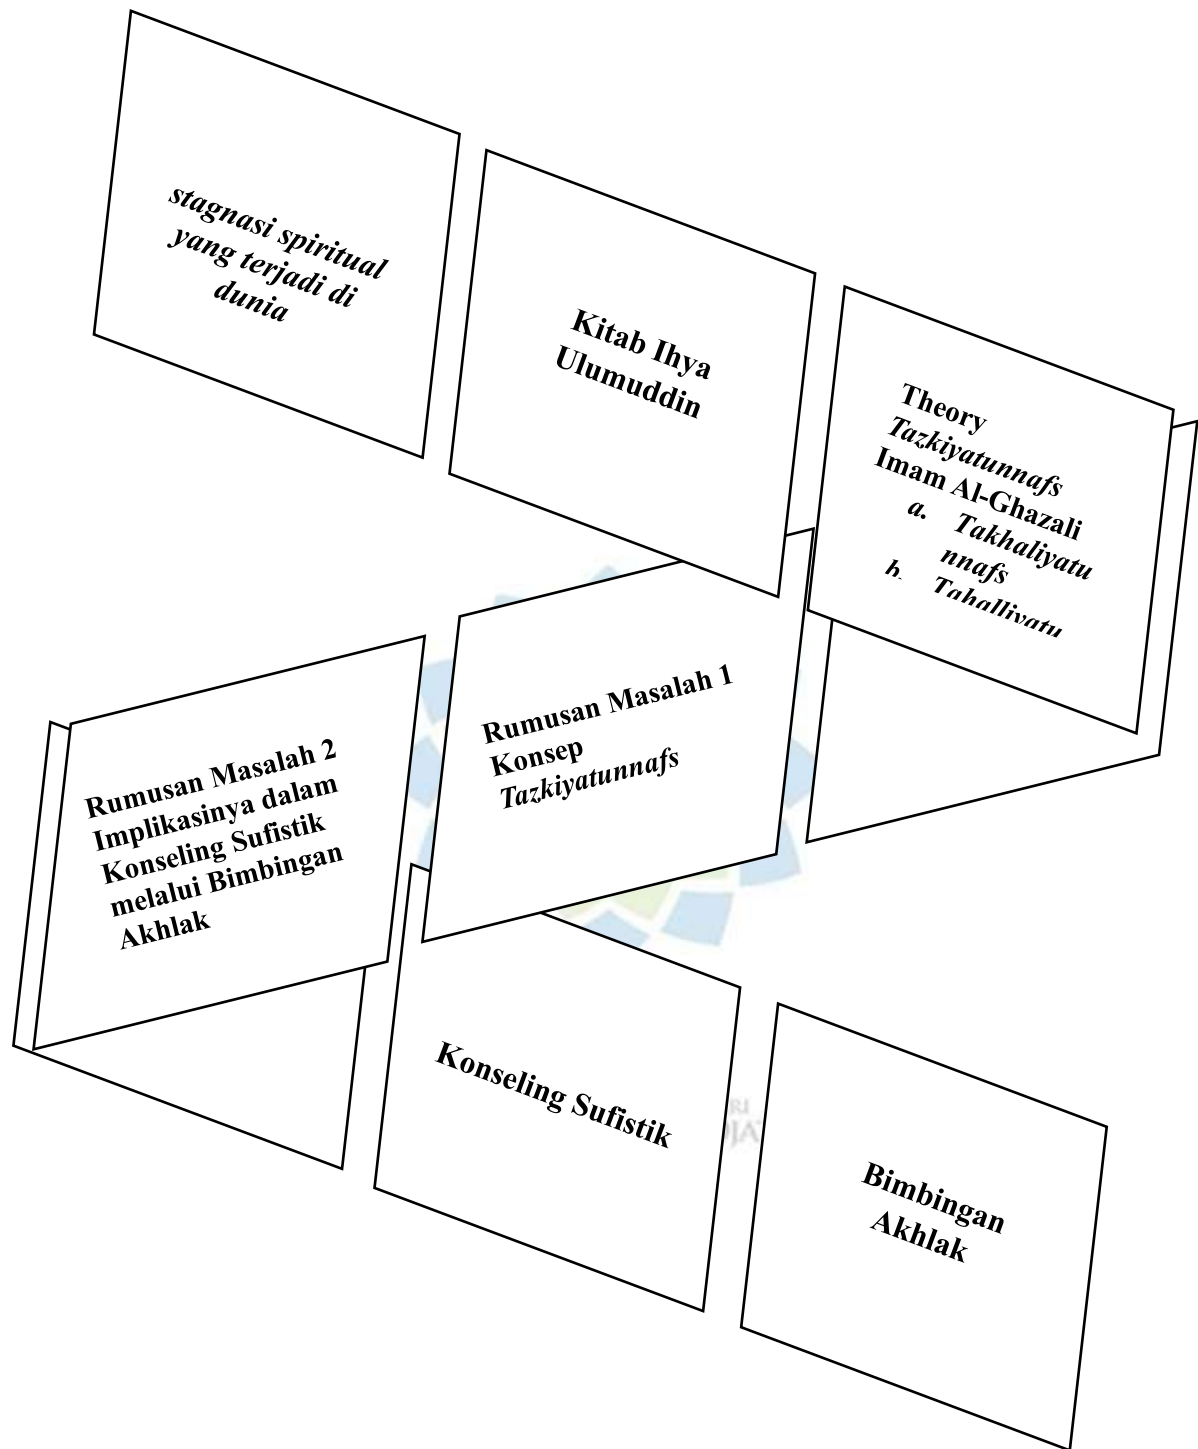 stagnasi spiritual
yang terjadi di
dunia
Kitab Ihya
Ulumuddin
Theory
Tazkiyatunnafs
Imam Al-Ghazali
a. Takhaliyatu
nnafs
b. Tahalliyatu
Rumusan Masalah 1
Konsep
Tazkiyatunnafs
Rumusan Masalah 2
Implikasinya dalam
Konseling Sufistik
melalui Bimbingan
Akhlak
Konseling Sufistik
Bimbingan
Akhlak